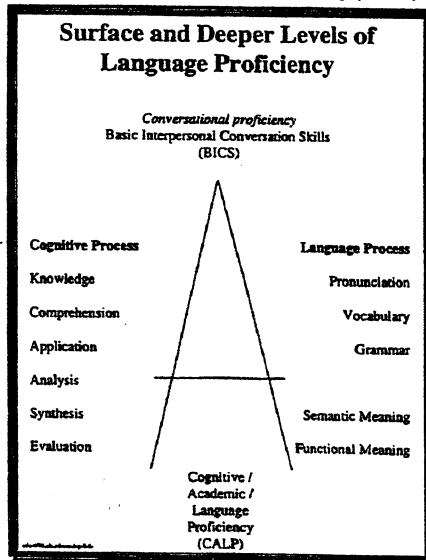 Surface and Deeper Levels of
Language Proficiency
Conversational proficiency
Basic Interpersonal Conversation Skills
(BICS)
Cognitive Process
Knowledge
Comprehension
Application
Analysis
Synthesis
Evaluation
Language Process
Pronunciation
Vocabulary
Grammar
Semantic Meaning
Functional Meaning
Cognitive /
Academic /
Language
Proficiency
(CALP)